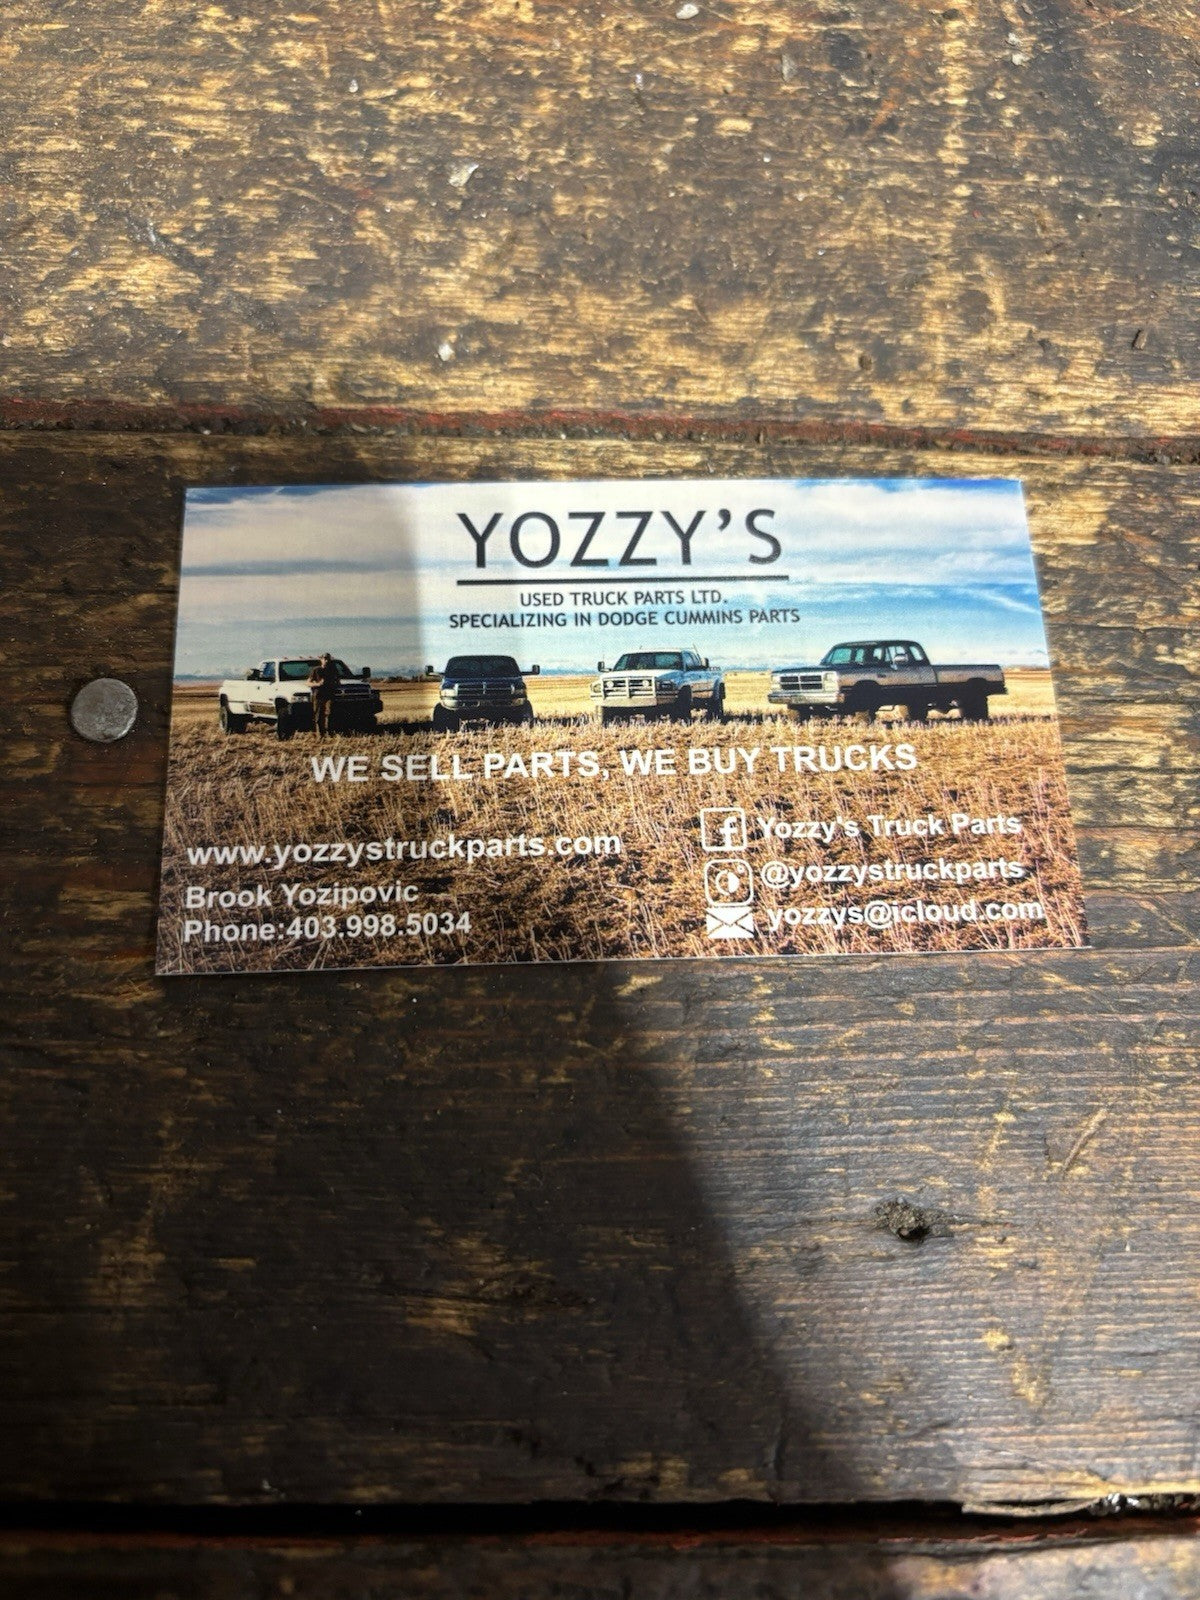 YOZZY'S
USED TRUCK PARTS LTD.
SPECIALIZING IN DODGE CUMMINS PARTS
WE SELL PARTS, WE BUY TRUCKS
www.yozzystruckparts.com
Brook Yozipovic
Phone:403.998.5034
Yozzy's Truck Parts
@yozzystruckparts
yozzys@icloud.com